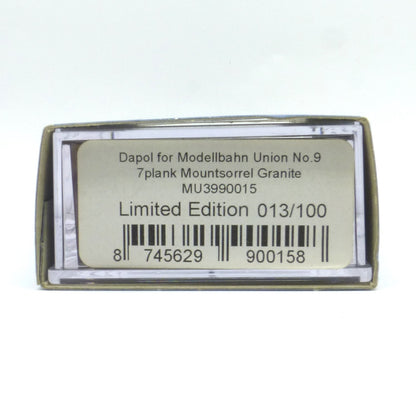 Dapol for Modellbahn Union No.9
7plank Mountsorrel Granite
MU3990015
Limited Edition 013/100
8 745629 900158